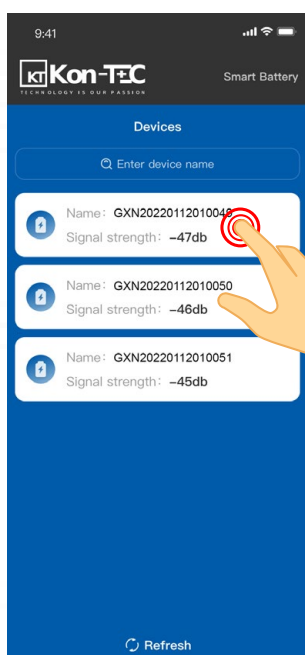 9:41
KT Kon-TEC
TECHNOLOGY IS OUR PASSION
Smart Battery
Devices
Enter device name
Name: GXN20220112010049
Signal strength: -47db
Name: GXN20220112010050
Signal strength: -46db
Name: GXN20220112010051
Signal strength: -45db
Refresh